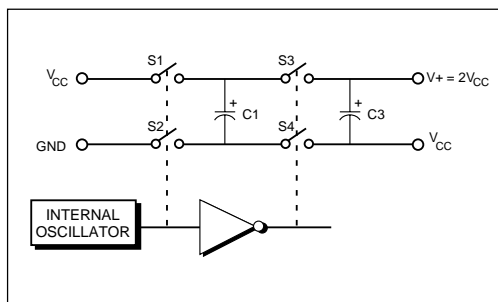 S1 S3
VCC V+ = 2VCC
+ C1 + C3
S2 S4
GND VCC
INTERNAL
OSCILLATOR